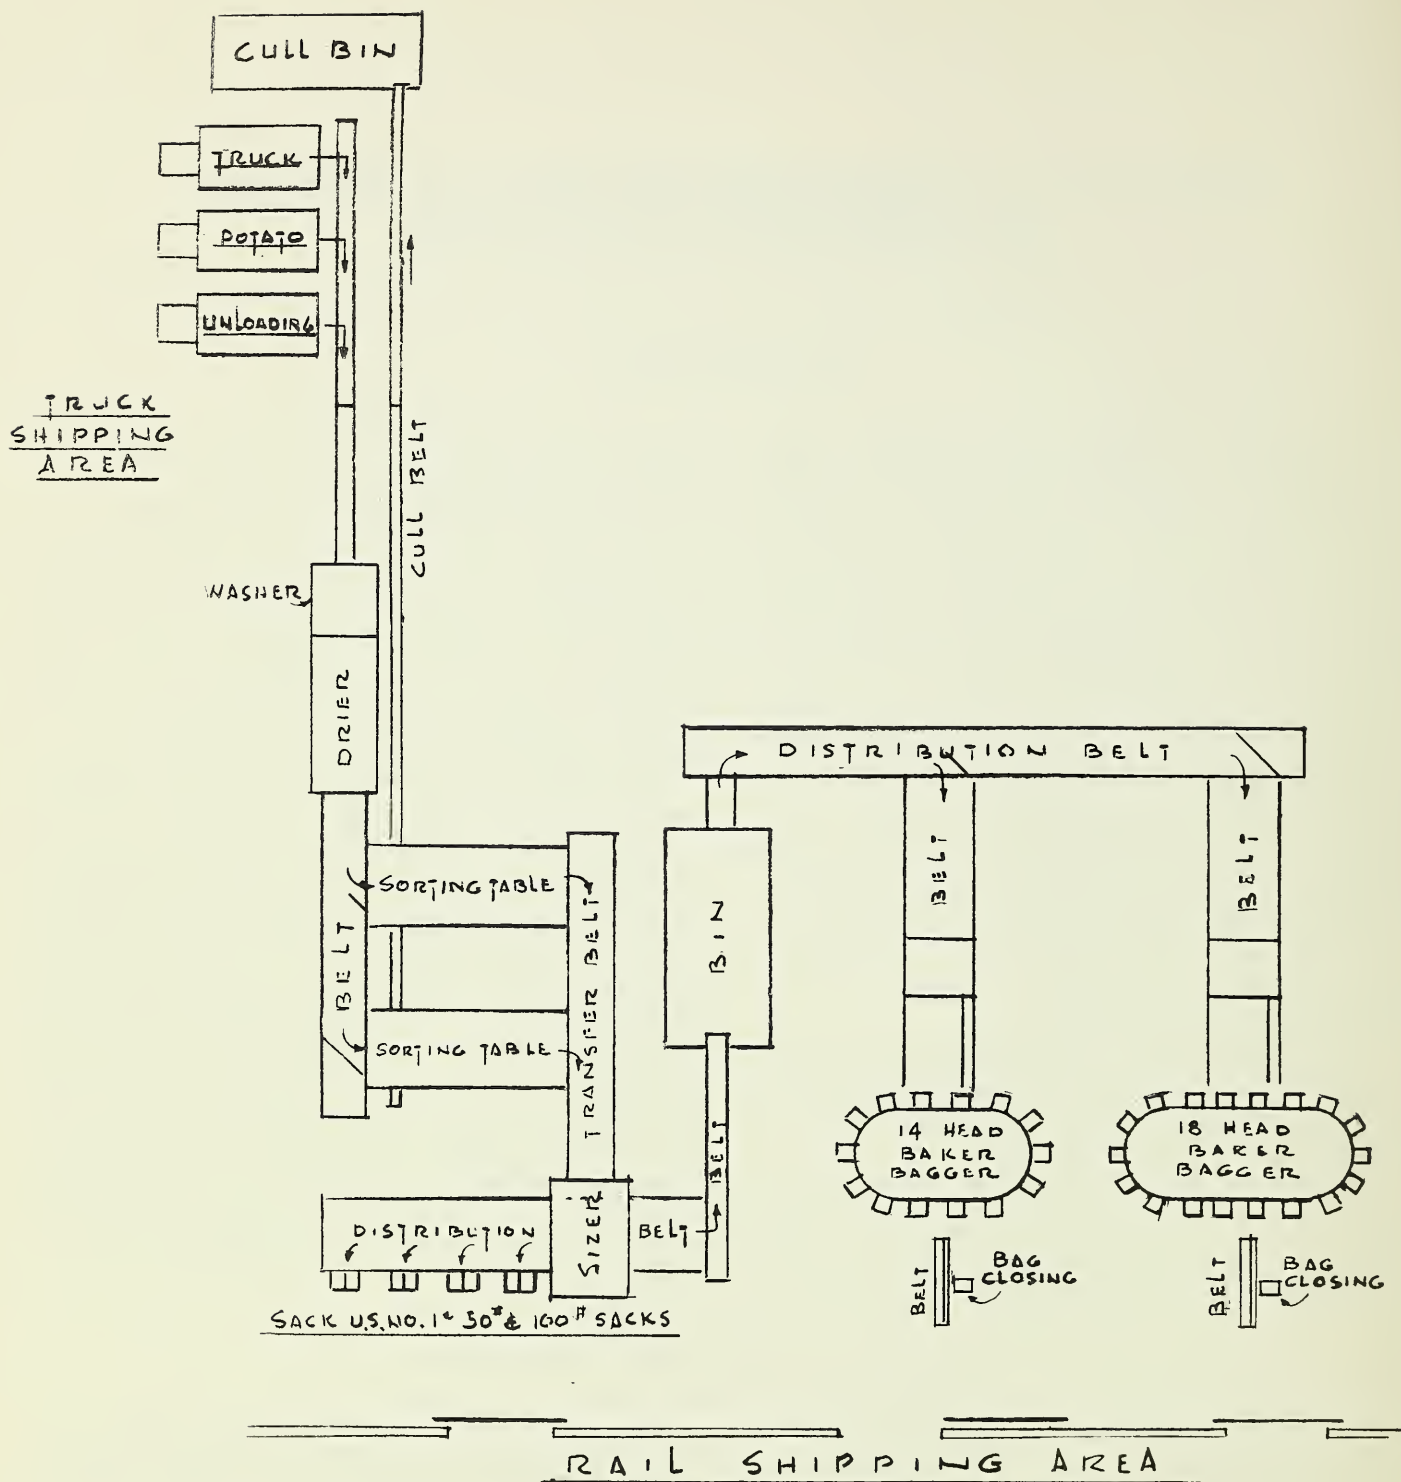 CULL BIN
TRUCK
POTATO
UNLOADING
TRUCK
SHIPPING
AREA
CULL BELT
WASHER
DRIER
BELT
SORTING TABLE
SORTING TABLE
TRANSFER BELT
SIZER
DISTRIBUTION
BELT
SACK U.S. NO. 1ˢ 50# & 100# SACKS
BELT
BIN
DISTRIBUTION BELT
BELT
BELT
14 HEAD
BAKER
BAGGER
18 HEAD
BAKER
BAGGER
BELT
BAG
CLOSING
BELT
BAG
CLOSING
RAIL SHIPPING AREA